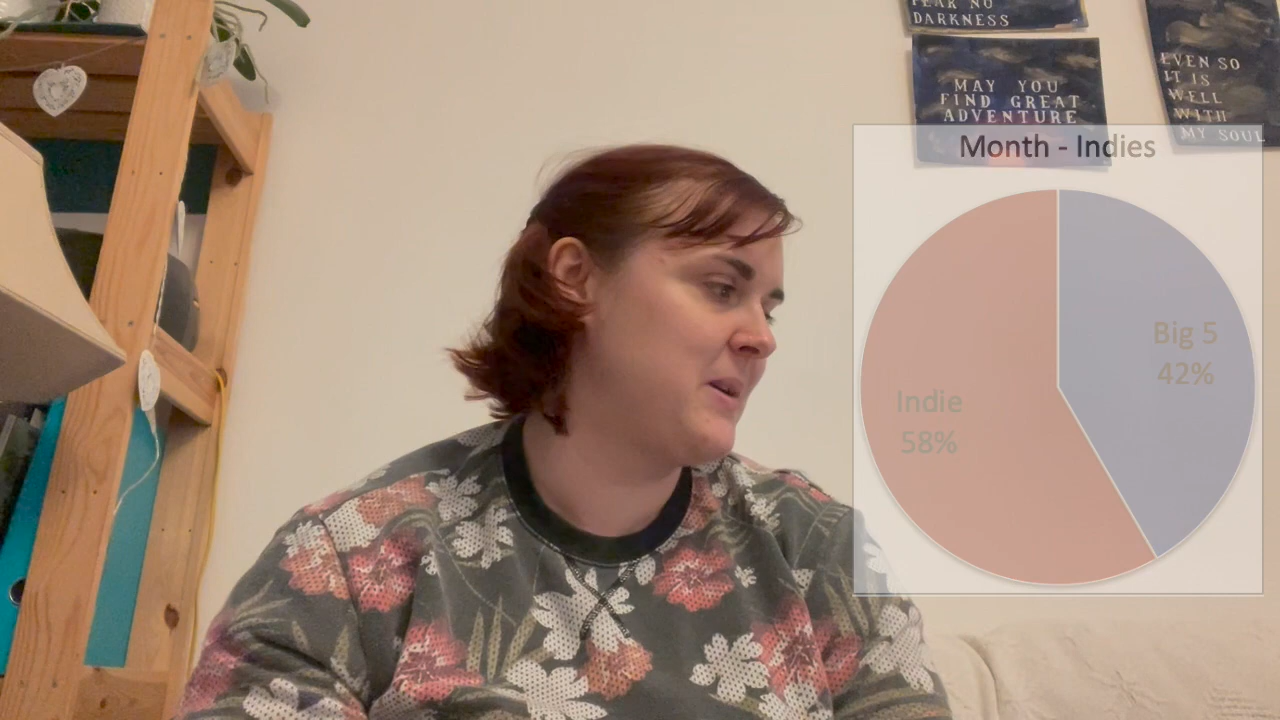 FEAR NO
DARKNESS
MAY YOU
FIND GREAT
ADVENTURE
EVEN SO
IT IS
WELL
WITH
MY SOUL
Month - Indies
Big 5
42%
Indie
58%